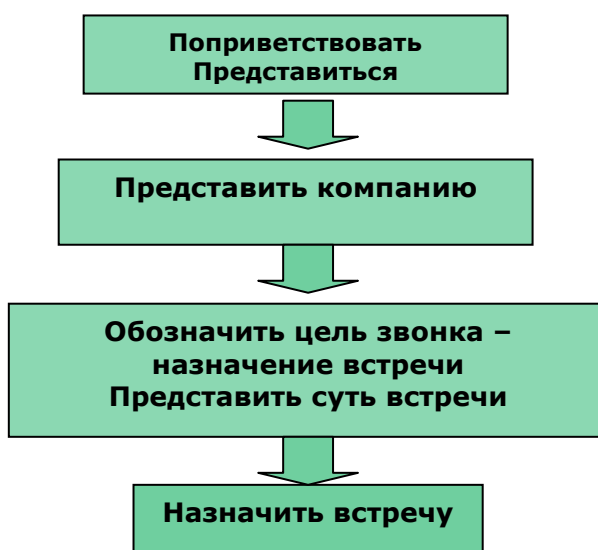 Поприветствовать
Представиться
Представить компанию
Обозначить цель звонка –
назначение встречи
Представить суть встречи
Назначить встречу